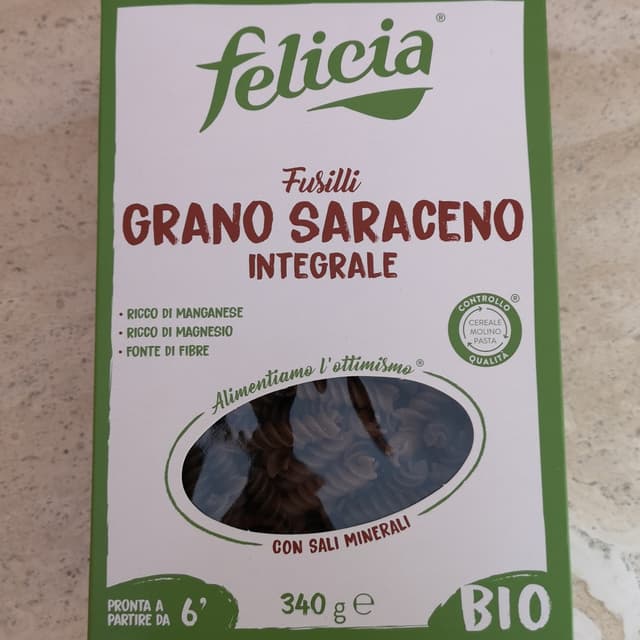 felicia®
Fusilli
GRANO SARACENO
INTEGRALE
• RICCO DI MANGANESE
• RICCO DI MAGNESIO
• FONTE DI FIBRE
CONTROLLO®
CEREALE
MOLINO
PASTA
QUALITÀ
Alimentiamo l'ottimismo®
CON SALI MINERALI
PRONTA A
PARTIRE DA 6'
340 g ℮
BIO